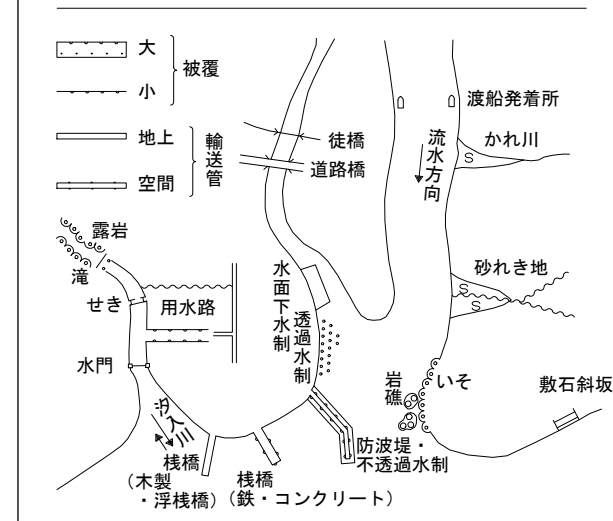 大
小
被覆
地上
空間
輸送管
徒橋
道路橋
渡船発着所
流水方向
かれ川
S
露岩
滝
せき
用水路
水門
水面下水制
透過水制
砂れき地
S
S
岩礁
いそ
敷石斜坂
汐入川
桟橋
(木製
・浮桟橋)
桟橋
(鉄・コンクリート)
防波堤・
不透過水制